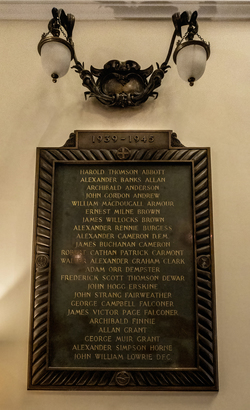 1939-1945
HAROLD THOMSON ABBOTT
ALEXANDER BANKS ALLAN
ARCHIBALD ANDERSON
JOHN GORDON ANDREW
WILLIAM MACDOUGALL ARMOUR
ERNEST MILNE BROWN
JAMES WILLOCKS BROWN
ALEXANDER RENNIE BURGESS
ALEXANDER CAMERON D.F.M.
JAMES BUCHANAN CAMERON
ROBERT CATHAN PATRICK CARMONT
ALEXANDER GRAHAM CLARK
ADAM ORR DEMPSTER
FREDERICK SCOTT THOMSON DEWAR
JOHN HOGG ERSKINE
JOHN STRANG FAIRWEATHER
GEORGE CAMPBELL FALCONER
JAMES VICTOR PAGE FALCONER
ARCHIBALD FINNIE
ALLAN GRANT
GEORGE MUIR GRANT
ALEXANDER SIMPSON HORNE
JOHN WILLIAM LOWRIE D.F.C.